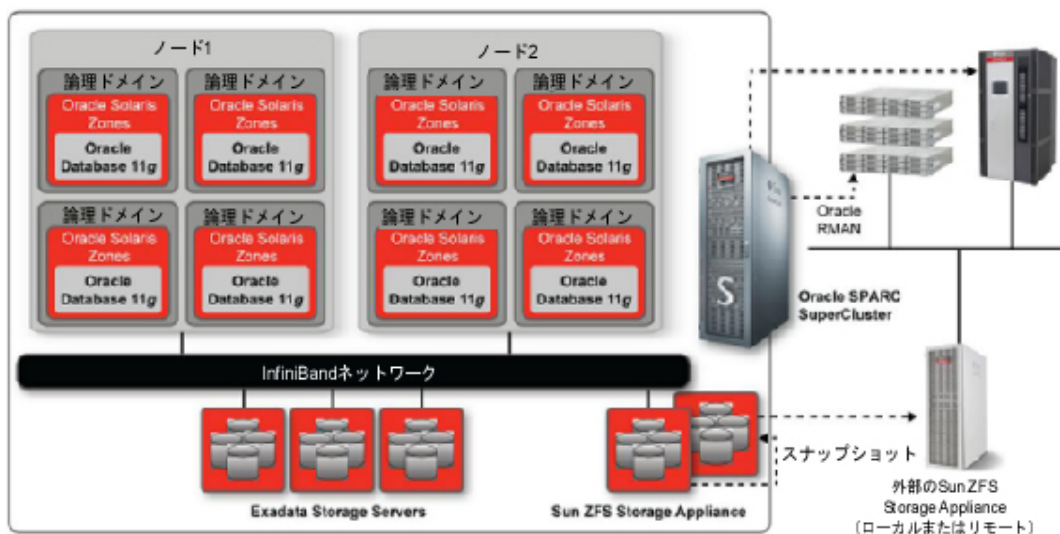 ノード1
論理ドメイン
Oracle Solaris
Zones
Oracle
Database 11g
論理ドメイン
Oracle Solaris
Zones
Oracle
Database 11g
論理ドメイン
Oracle Solaris
Zones
Oracle
Database 11g
論理ドメイン
Oracle Solaris
Zones
Oracle
Database 11g
ノード2
論理ドメイン
Oracle Solaris
Zones
Oracle
Database 11g
論理ドメイン
Oracle Solaris
Zones
Oracle
Database 11g
論理ドメイン
Oracle Solaris
Zones
Oracle
Database 11g
論理ドメイン
Oracle Solaris
Zones
Oracle
Database 11g
InfiniBandネットワーク
Exadata Storage Servers
Sun ZFS Storage Appliance
S
Oracle SPARC
SuperCluster
Oracle
RMAN
スナップショット
外部のSun ZFS
Storage Appliance
(ローカルまたはリモート)